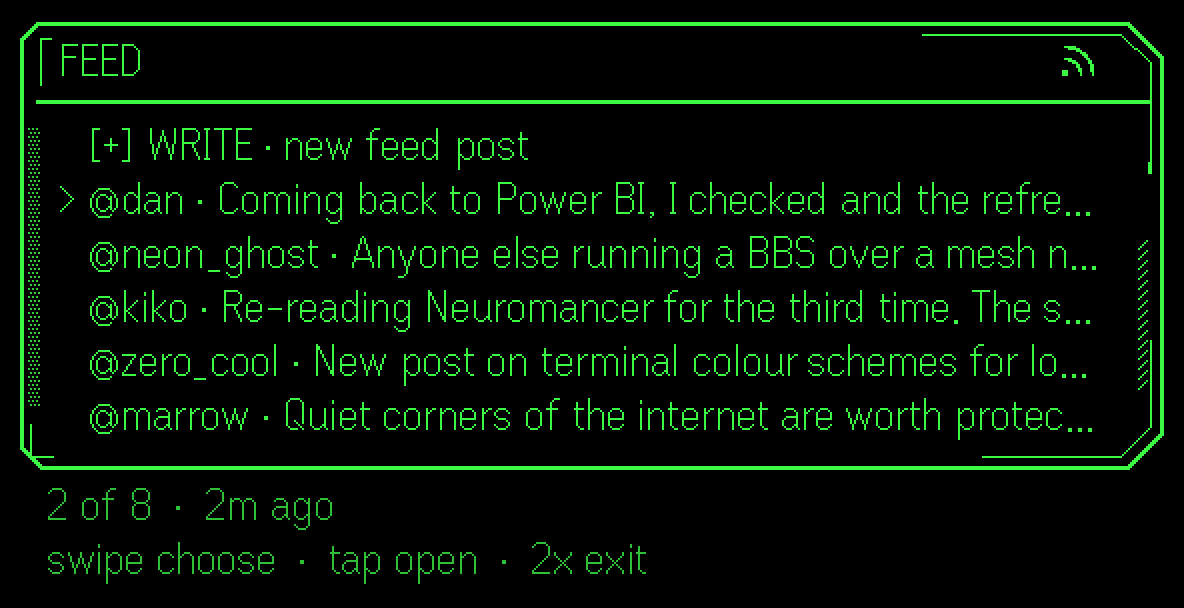 FEED
[+] WRITE · new feed post
> @dan · Coming back to Power BI, I checked and the refre...
@neon_ghost · Anyone else running a BBS over a mesh n...
@kiko · Re-reading Neuromancer for the third time. The s...
@zero_cool · New post on terminal colour schemes for lo...
@marrow · Quiet corners of the internet are worth protec...
2 of 8 · 2m ago
swipe choose · tap open · 2x exit